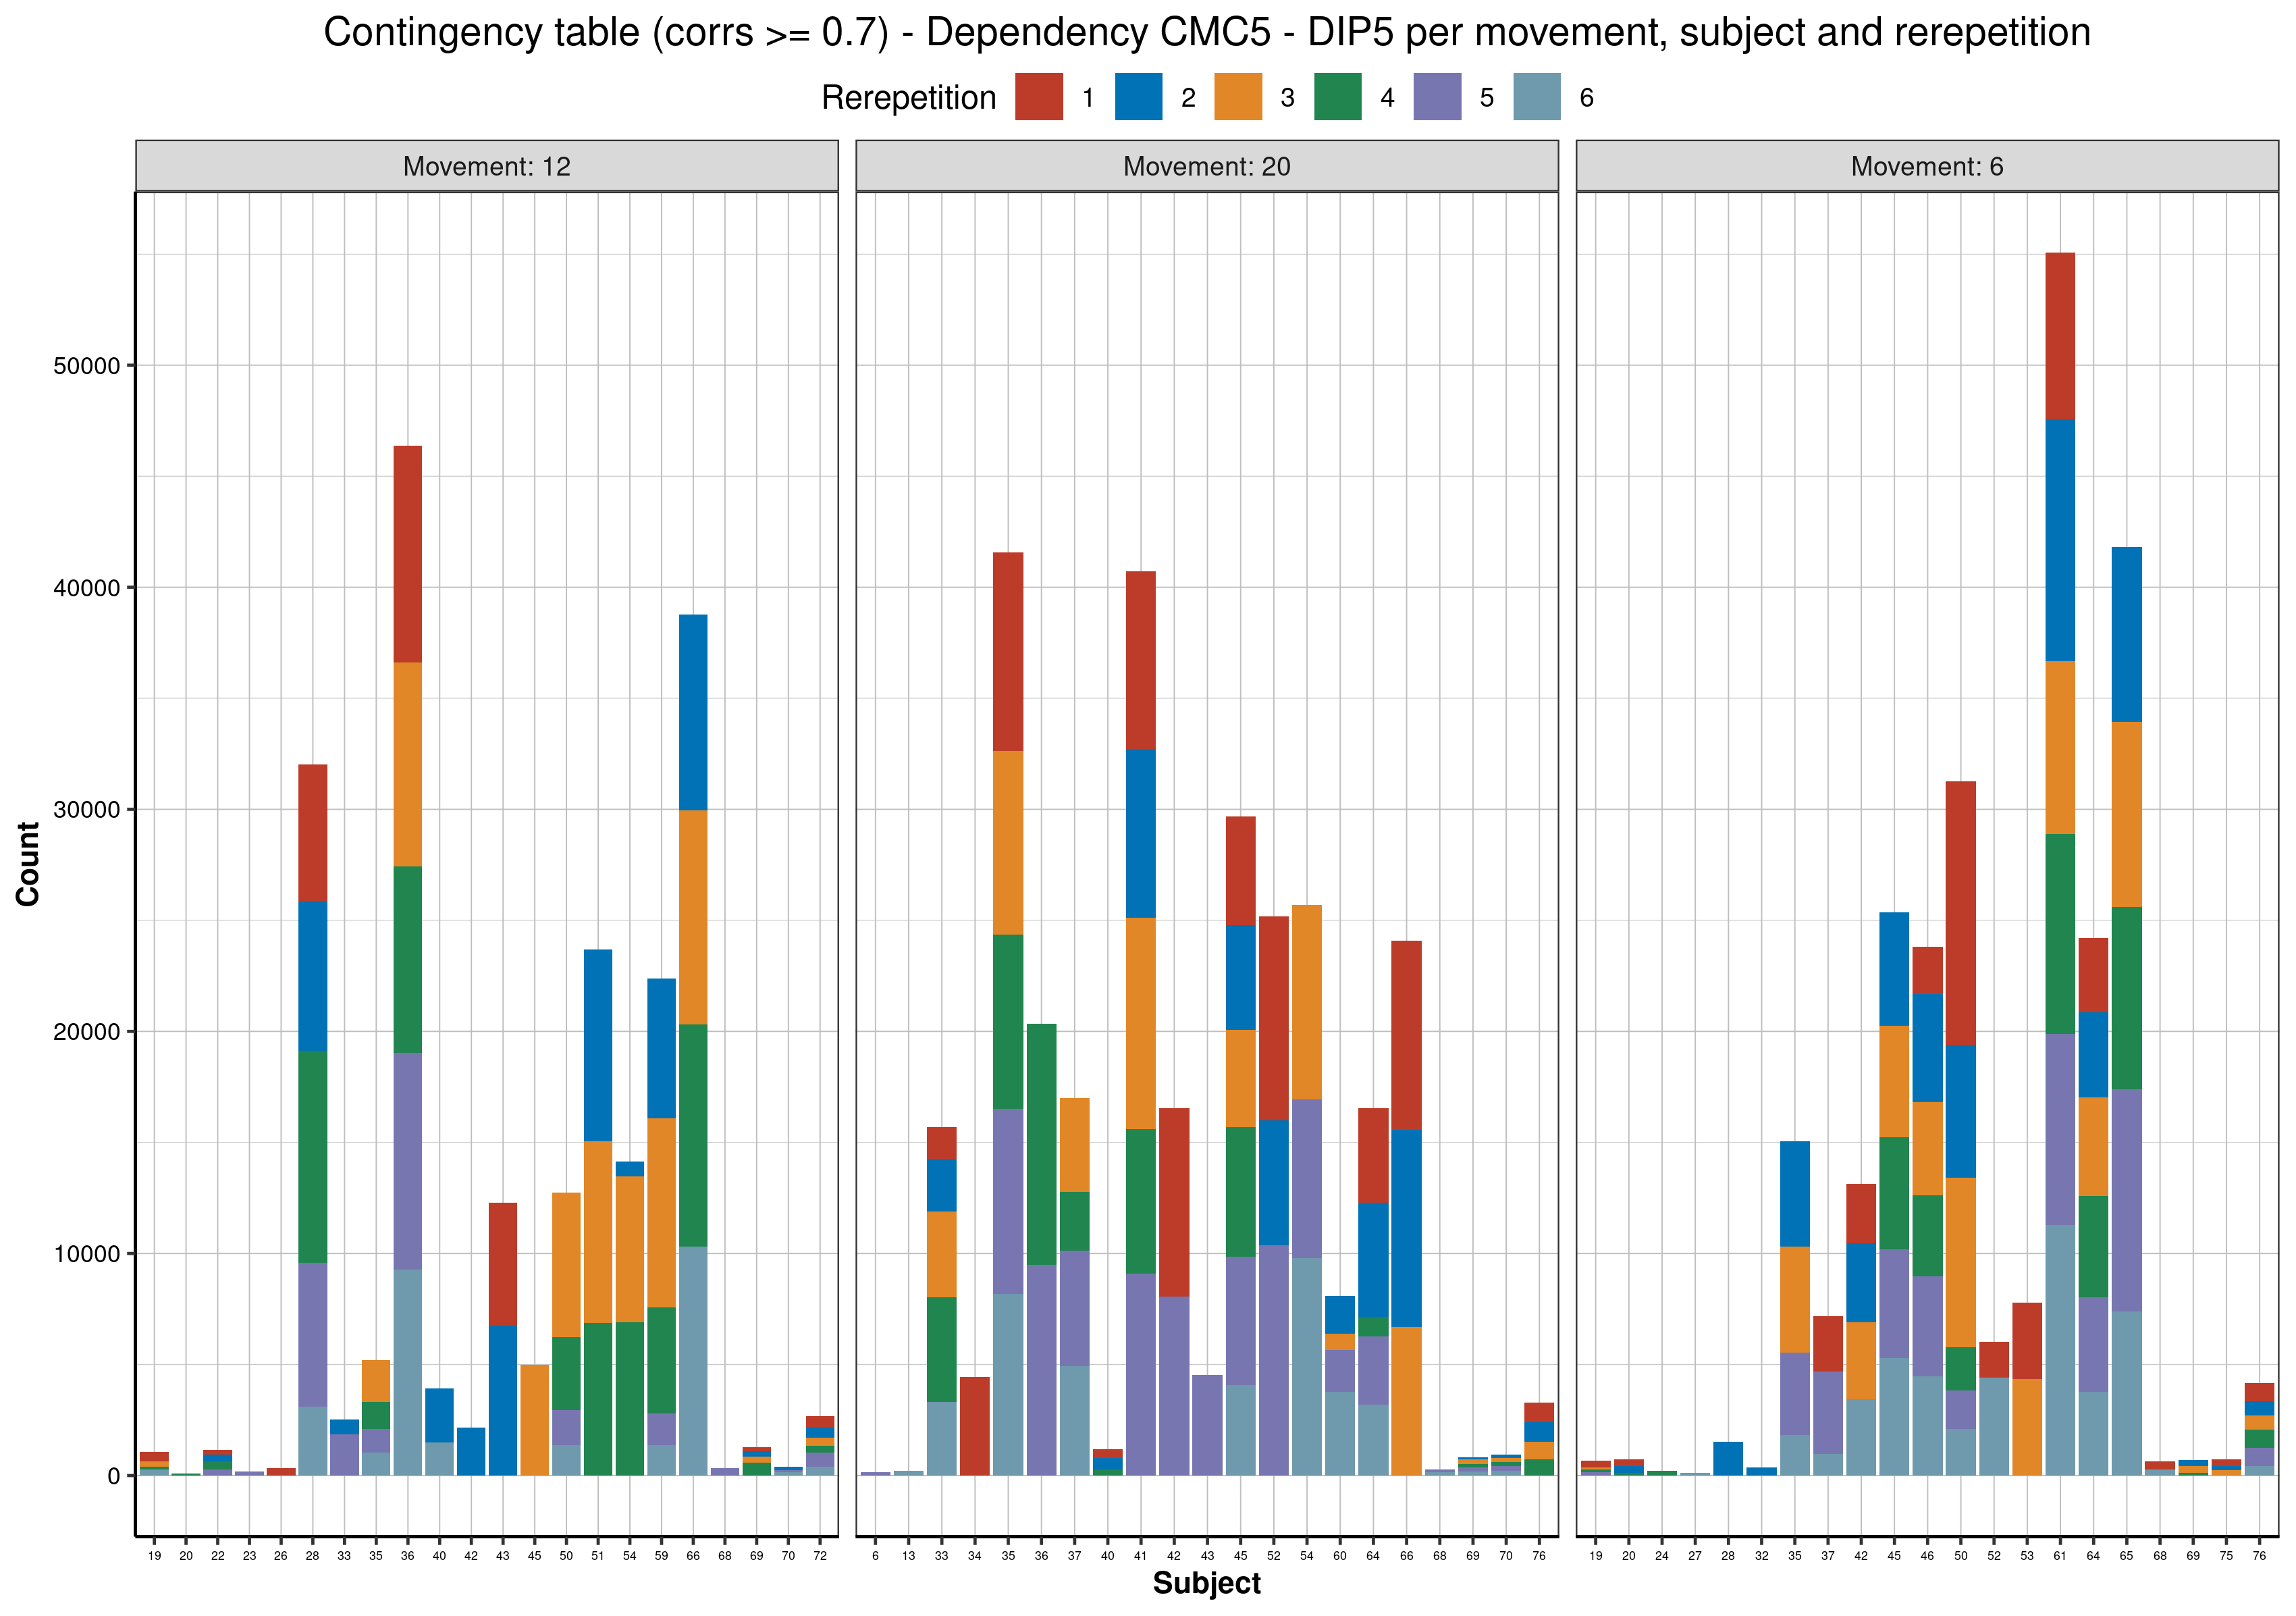 Contingency table (corrs >= 0.7) - Dependency CMC5 - DIP5 per movement, subject and rerepetition
Rerepetition 1 2 3 4 5 6
Movement: 12
Movement: 20
Movement: 6
Count
50000
40000
30000
20000
10000
0
19 20 22 23 26 28 33 35 36 40 42 43 45 50 51 54 59 66 68 69 70 72
6 13 33 34 35 36 37 40 41 42 43 45 52 54 60 64 66 68 69 70 76
19 20 24 27 28 32 35 37 42 45 46 50 52 53 61 64 65 68 69 75 76
Subject